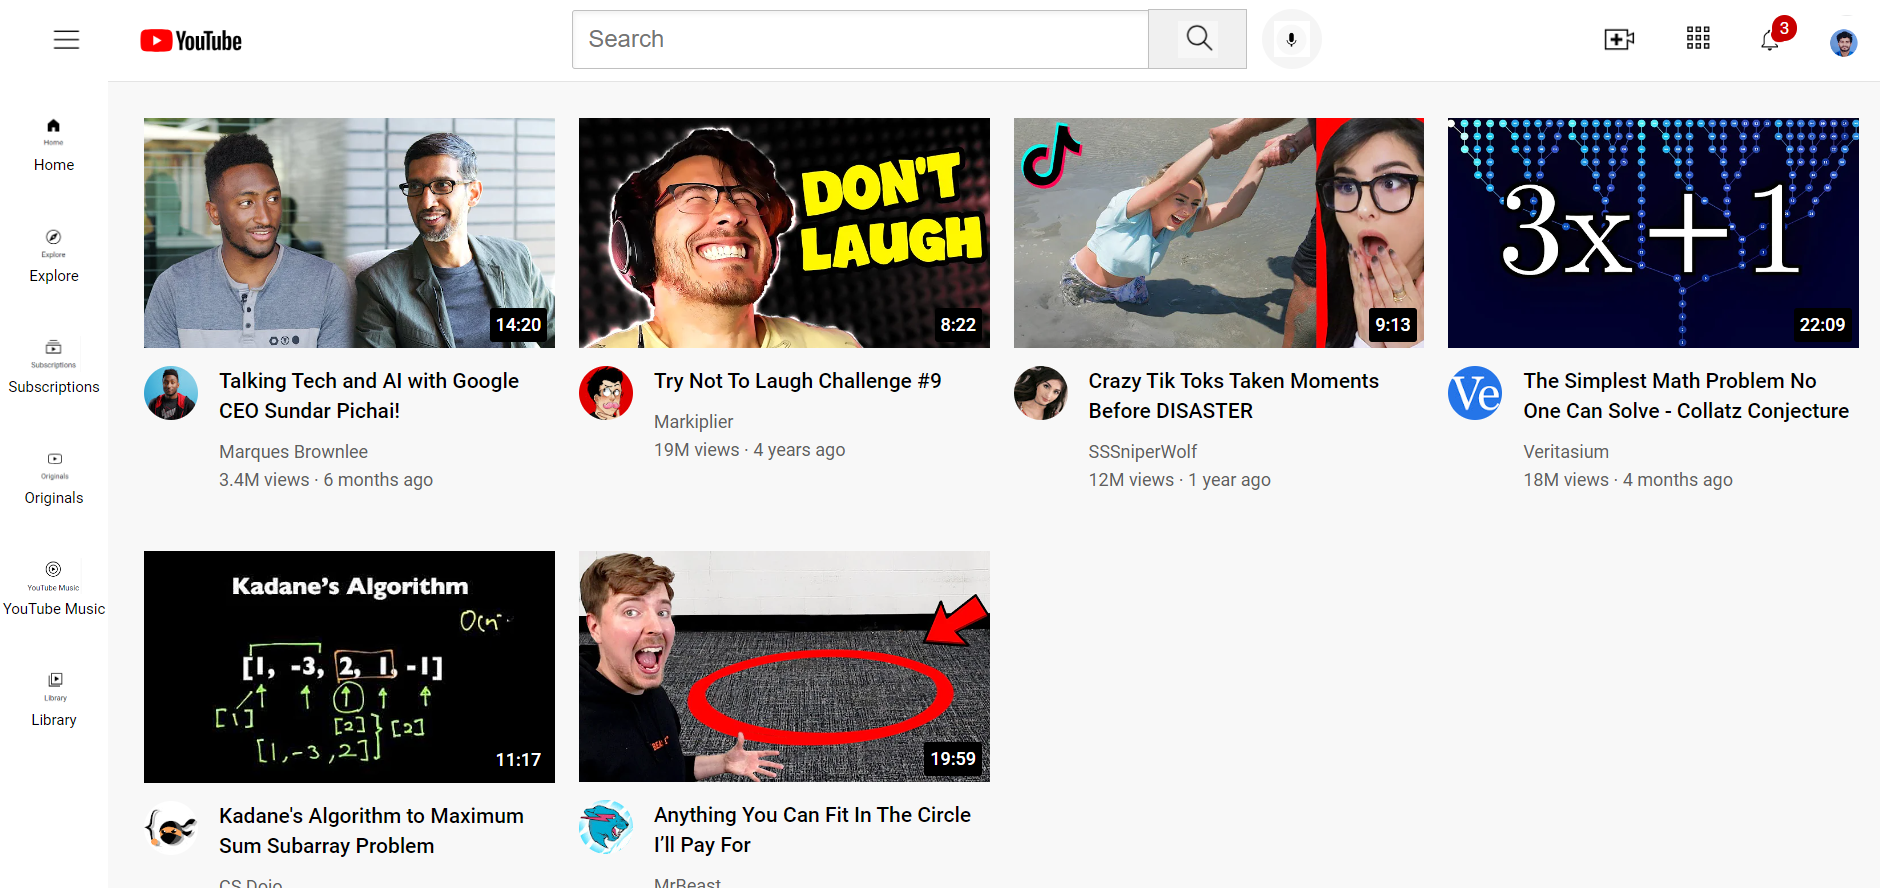 YouTube
Search
3
Home
Home
Explore
Explore
Subscriptions
Subscriptions
Originals
Originals
YouTube Music
YouTube Music
Library
Library
14:20
Talking Tech and AI with Google
CEO Sundar Pichai!
Marques Brownlee
3.4M views · 6 months ago
DON'T
LAUGH
8:22
Try Not To Laugh Challenge #9
Markiplier
19M views · 4 years ago
9:13
Crazy Tik Toks Taken Moments
Before DISASTER
SSSniperWolf
12M views · 1 year ago
3x+1
22:09
Ve
The Simplest Math Problem No
One Can Solve - Collatz Conjecture
Veritasium
18M views · 4 months ago
Kadane's Algorithm
O(n
[1, -3, 2, 1, -1]
[1]
[2]
[2]
[1, -3, 2]
11:17
Kadane's Algorithm to Maximum
Sum Subarray Problem
CS Dojo
19:59
Anything You Can Fit In The Circle
I’ll Pay For
MrBeast